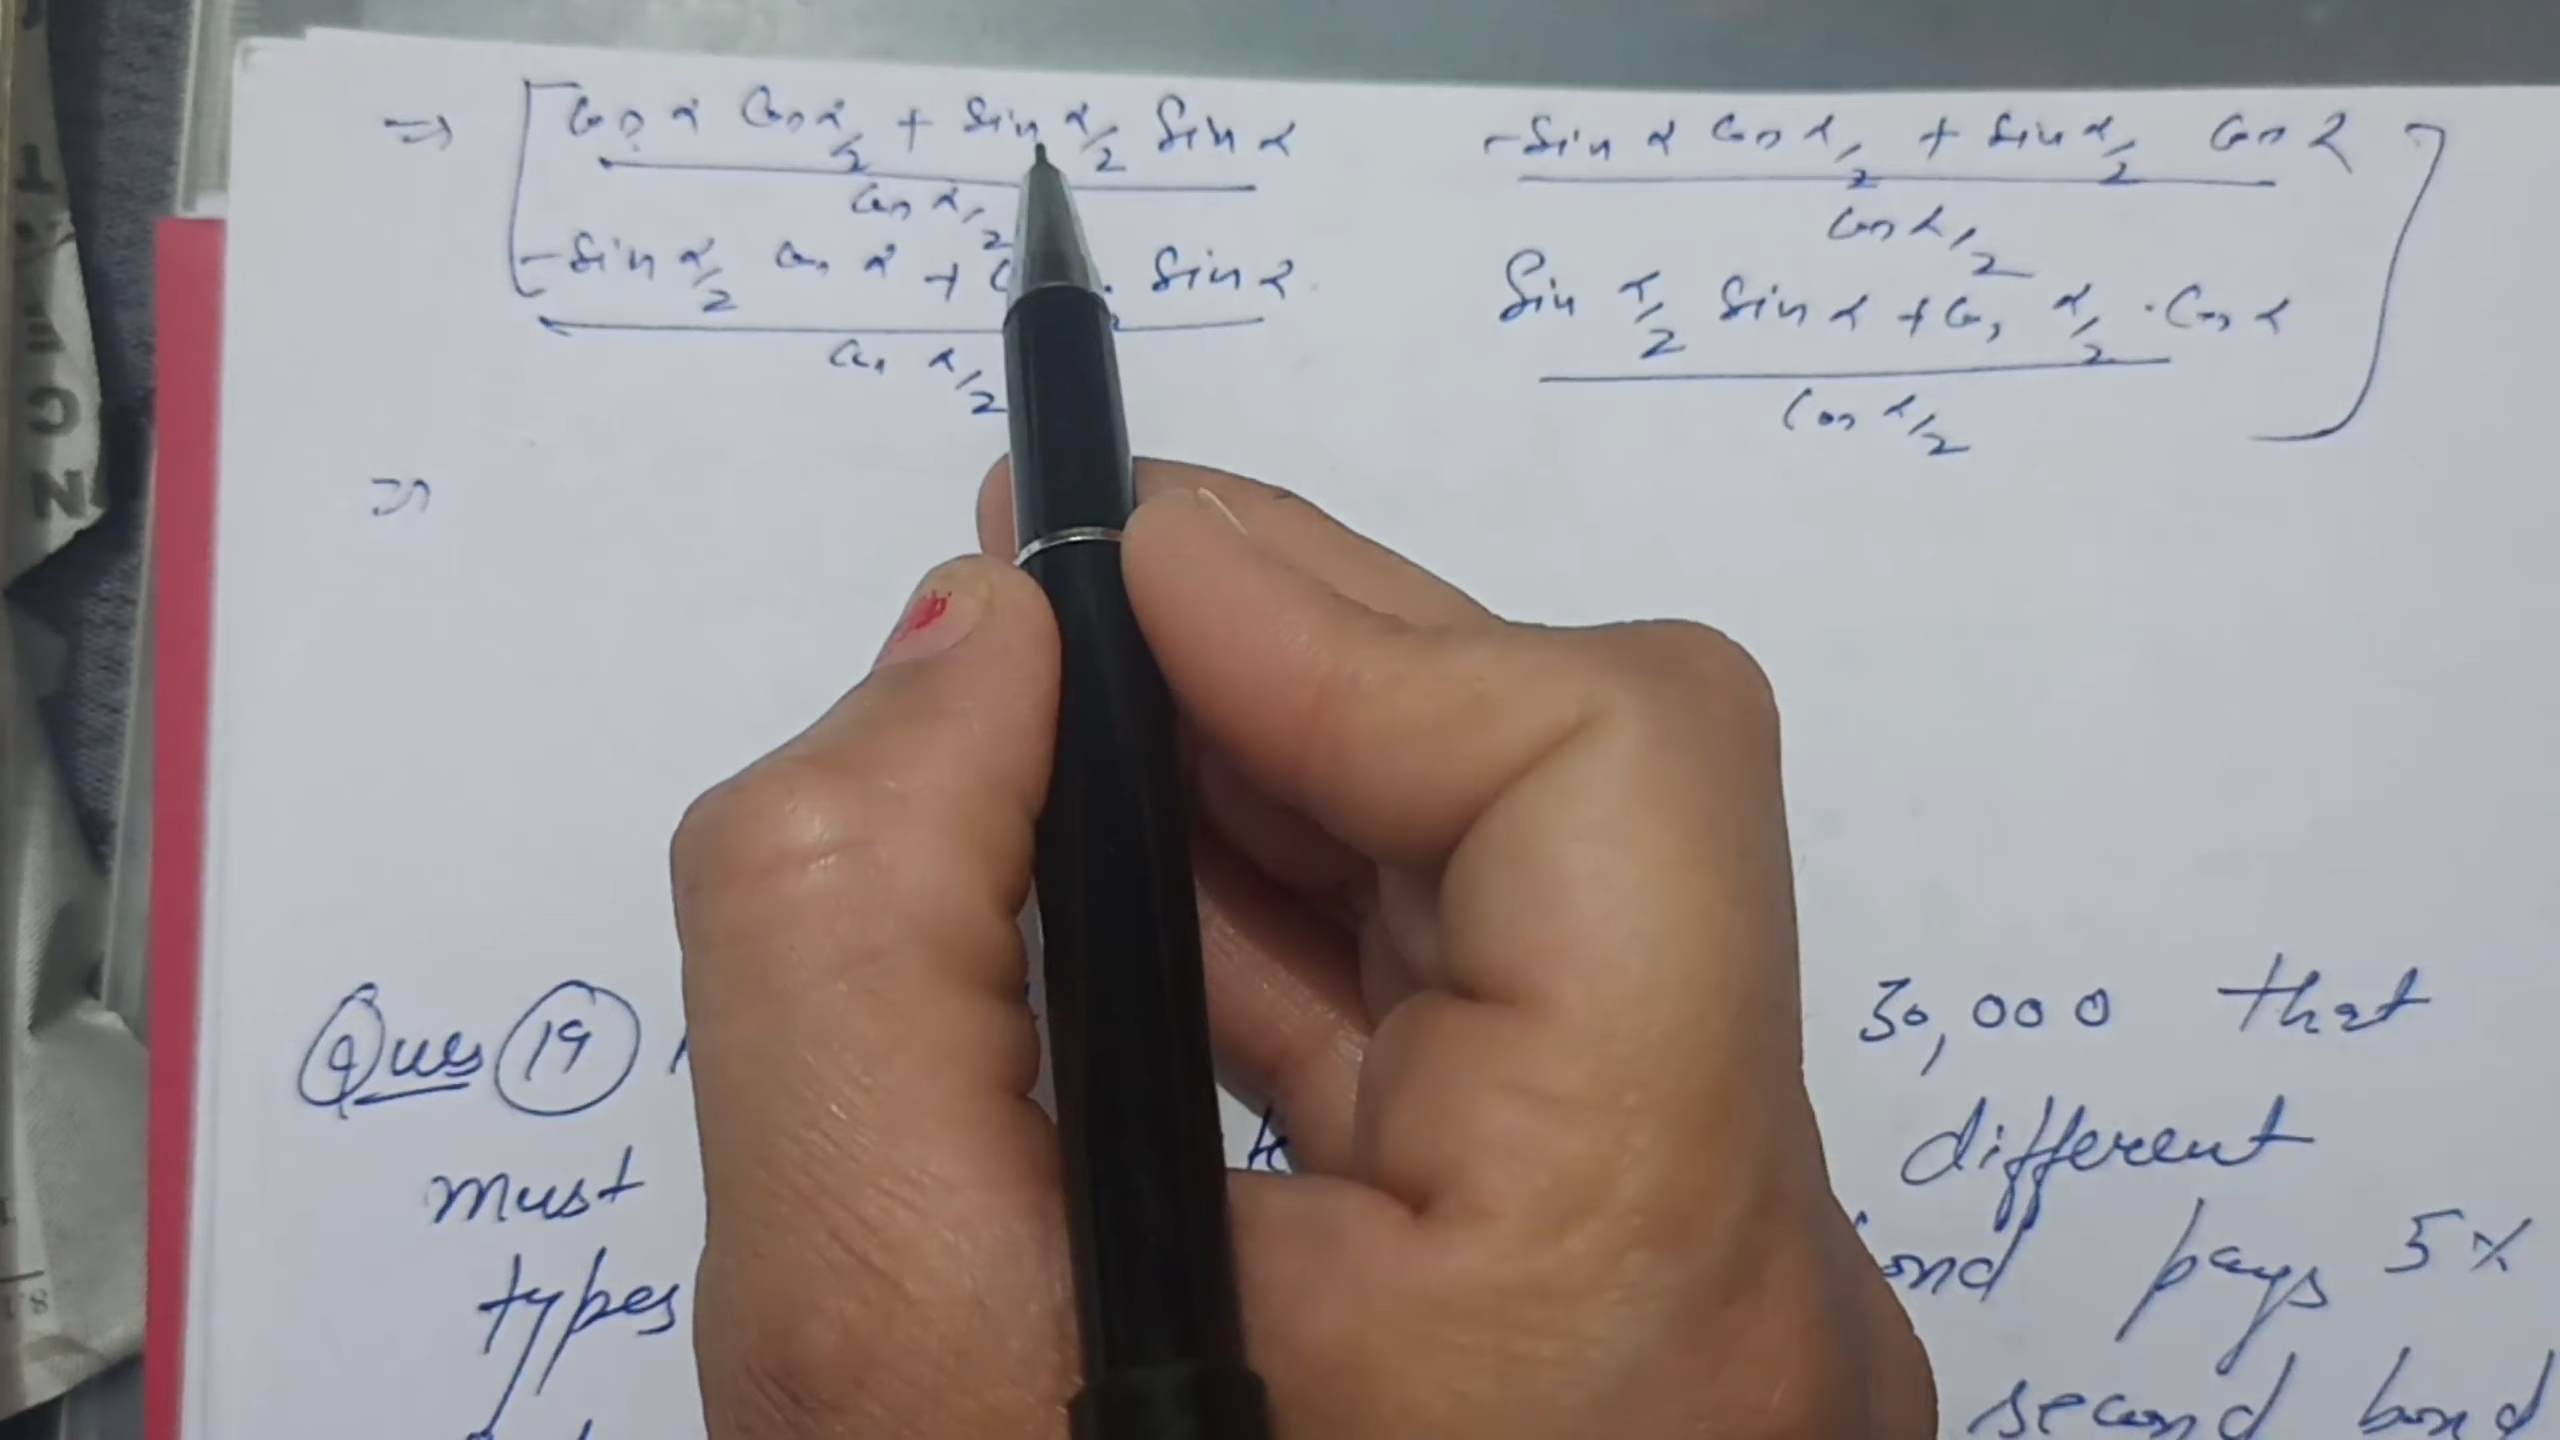 ⇒ [ cos α cos α/2 + sin α/2 sin α -sin α cos α/2 + sin α/2 cos α ]
cos α/2 cos α/2
-sin α/2 cos α + sin α sin α/2 sin α + cos α/2 · cos α
cos α/2 cos α/2
⇒
Ques 19 30,000 that
must different
types pays 5%
second bond